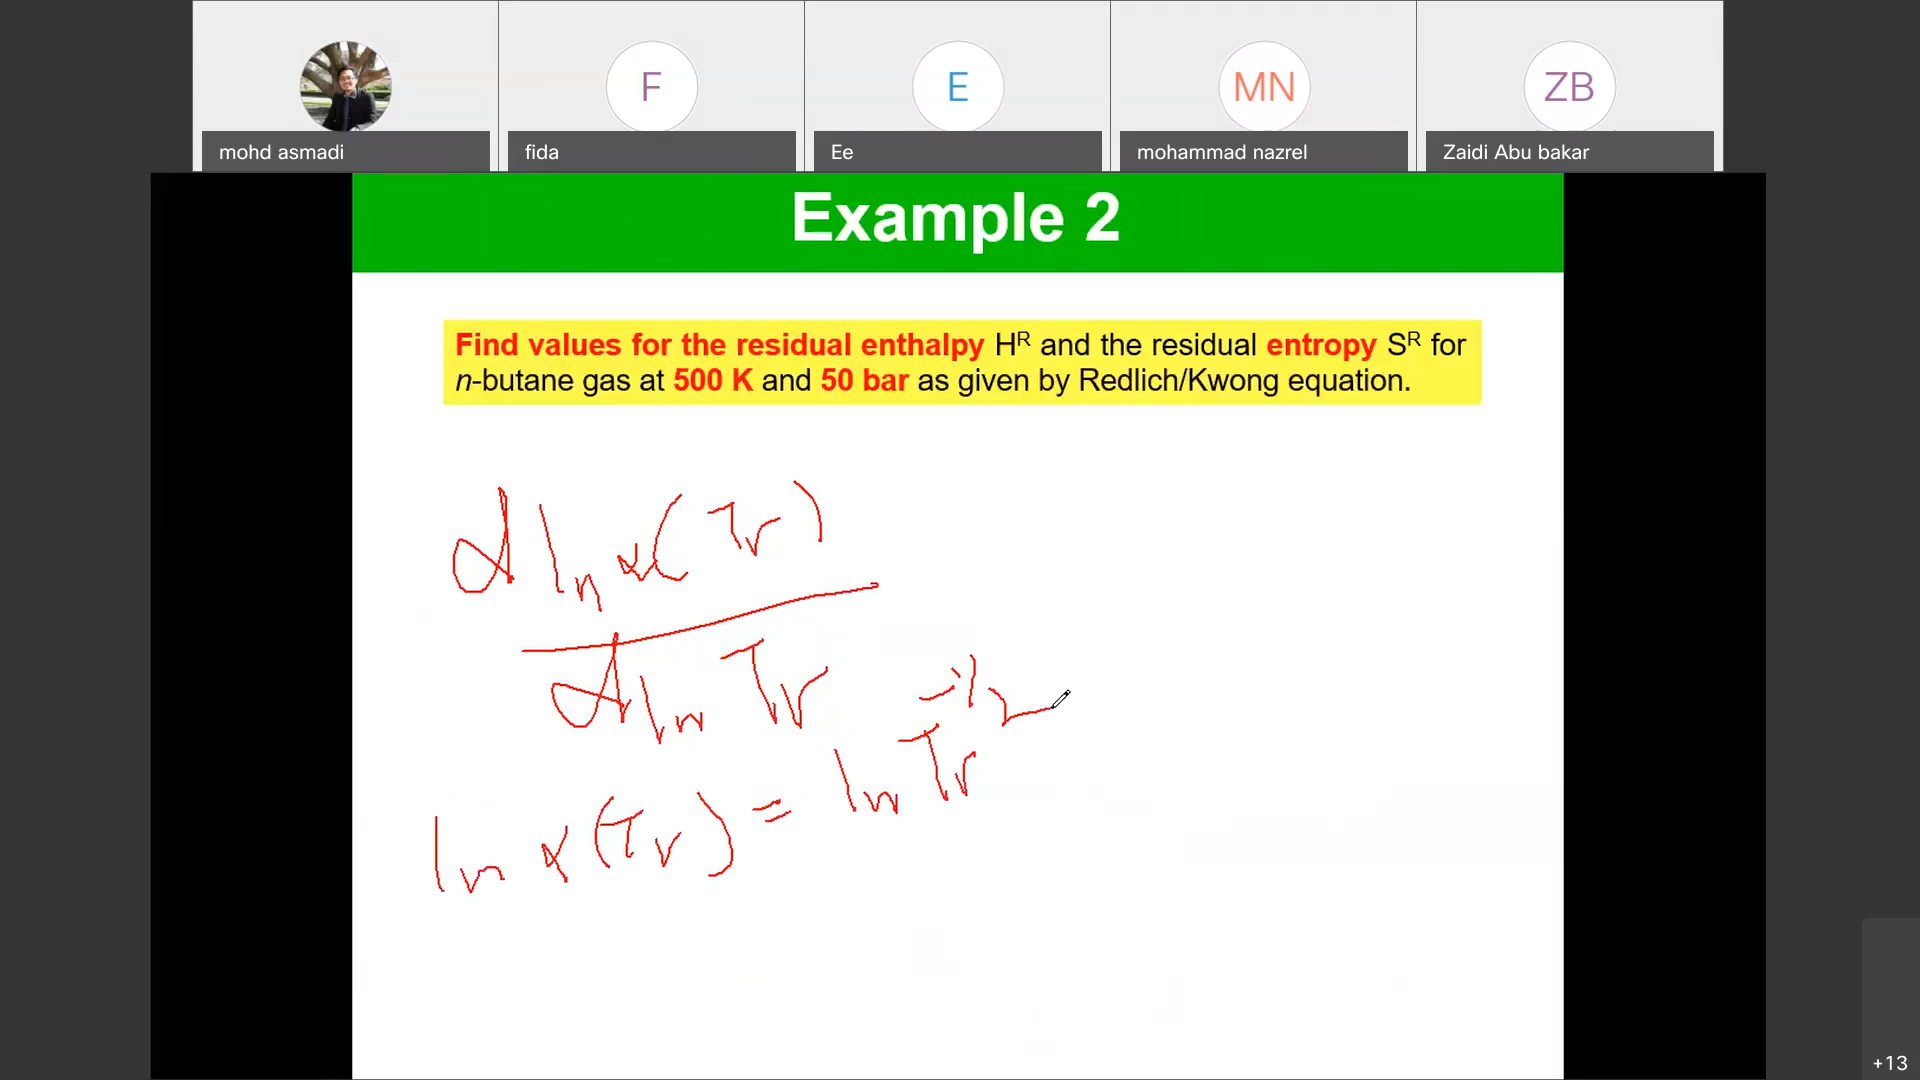 mohd asmadi
F
fida
E
Ee
MN
mohammad nazrel
ZB
Zaidi Abu bakar
Example 2
Find values for the residual enthalpy Hᴿ and the residual entropy Sᴿ for
n-butane gas at 500 K and 50 bar as given by Redlich/Kwong equation.
d ln α(Tr)
d ln Tr
ln α(Tr) = ln Tr^-1/2
+13